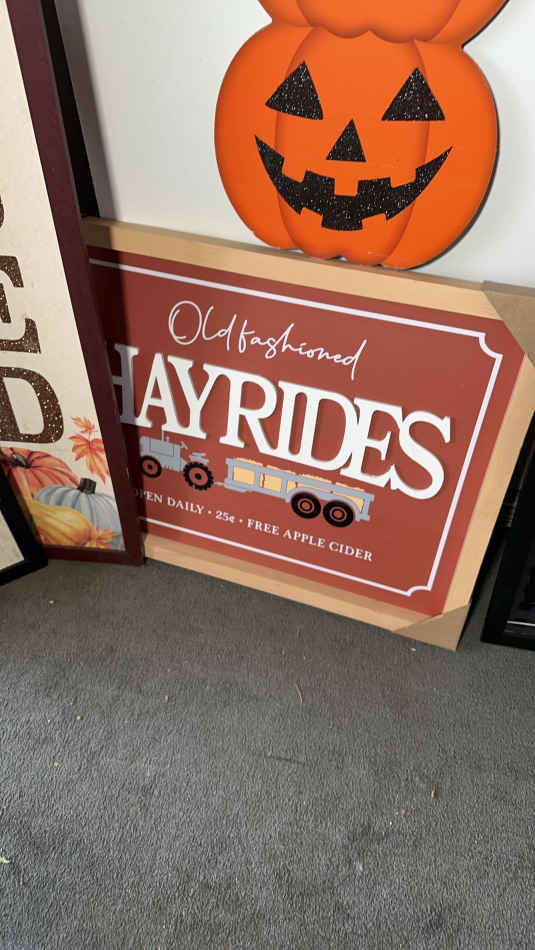 Old fashioned
HAYRIDES
OPEN DAILY • 25¢ • FREE APPLE CIDER
E
D